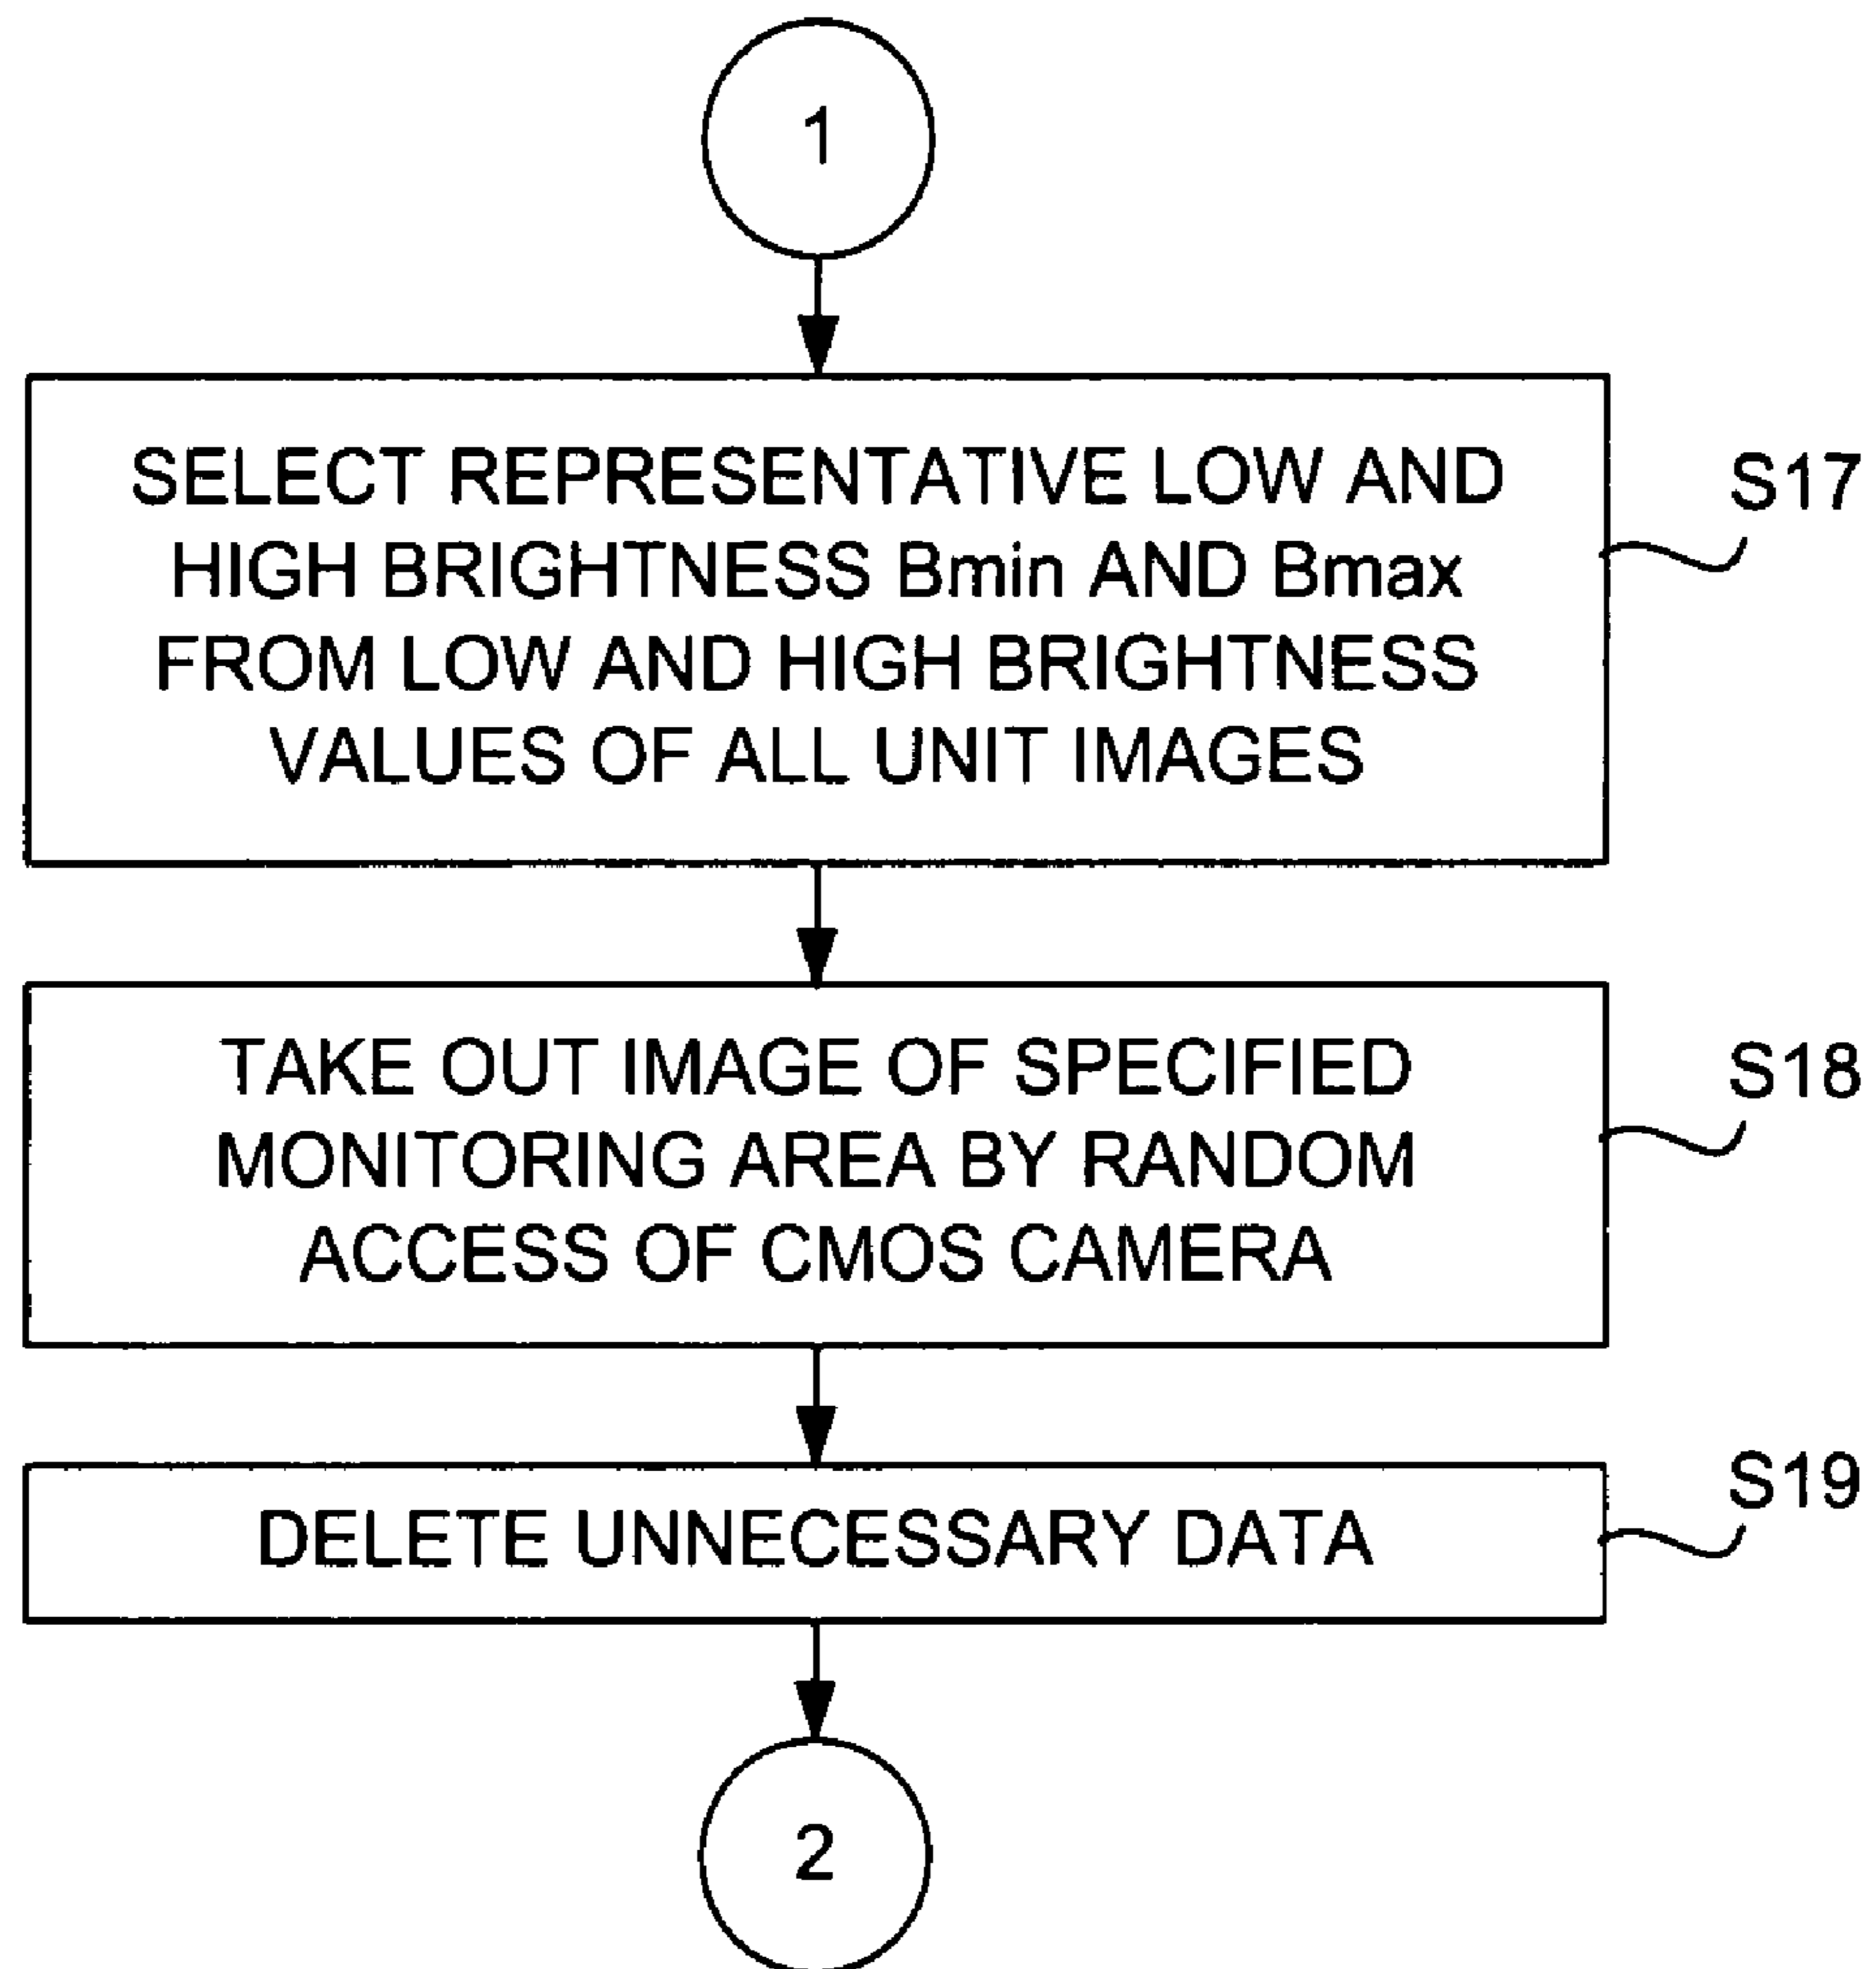 1
SELECT REPRESENTATIVE LOW AND
HIGH BRIGHTNESS Bmin AND Bmax
FROM LOW AND HIGH BRIGHTNESS
VALUES OF ALL UNIT IMAGES
S17
TAKE OUT IMAGE OF SPECIFIED
MONITORING AREA BY RANDOM
ACCESS OF CMOS CAMERA
S18
DELETE UNNECESSARY DATA
S19
2